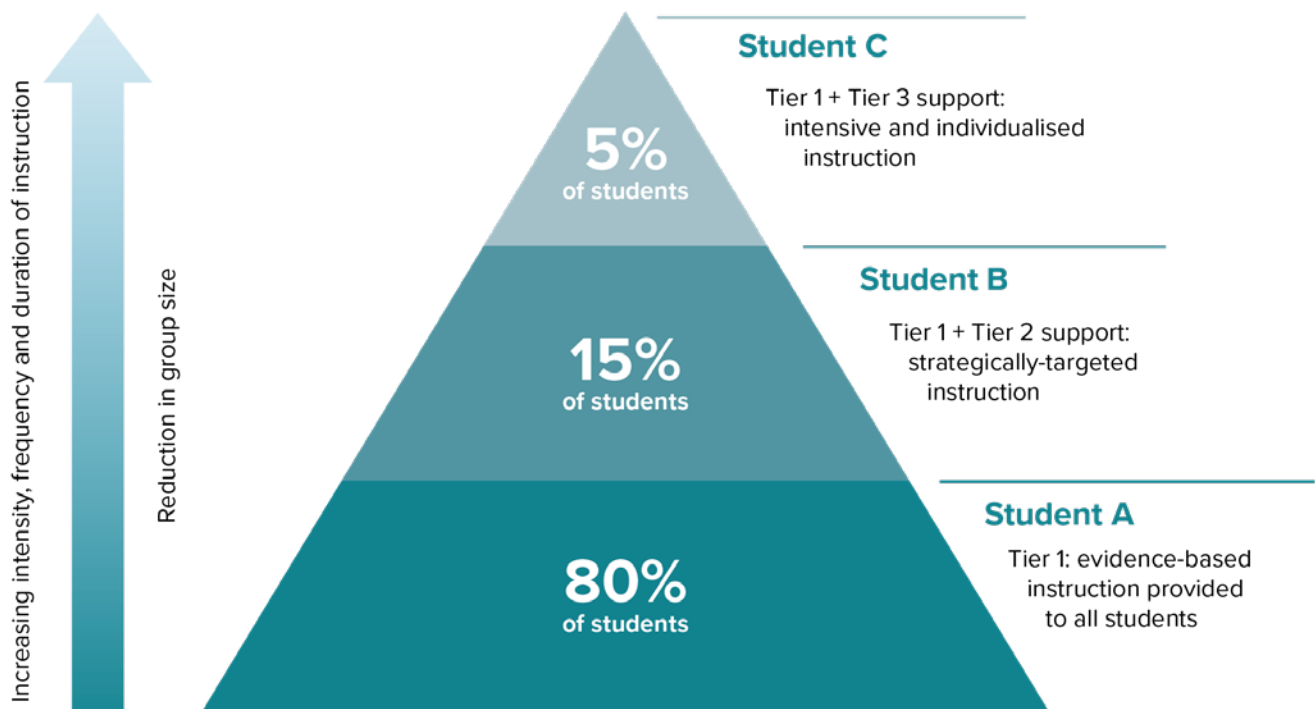 Increasing intensity, frequency and duration of instruction
Reduction in group size
5%
of students
15%
of students
80%
of students
Student C
Tier 1 + Tier 3 support:
intensive and individualised
instruction
Student B
Tier 1 + Tier 2 support:
strategically-targeted
instruction
Student A
Tier 1: evidence-based
instruction provided
to all students